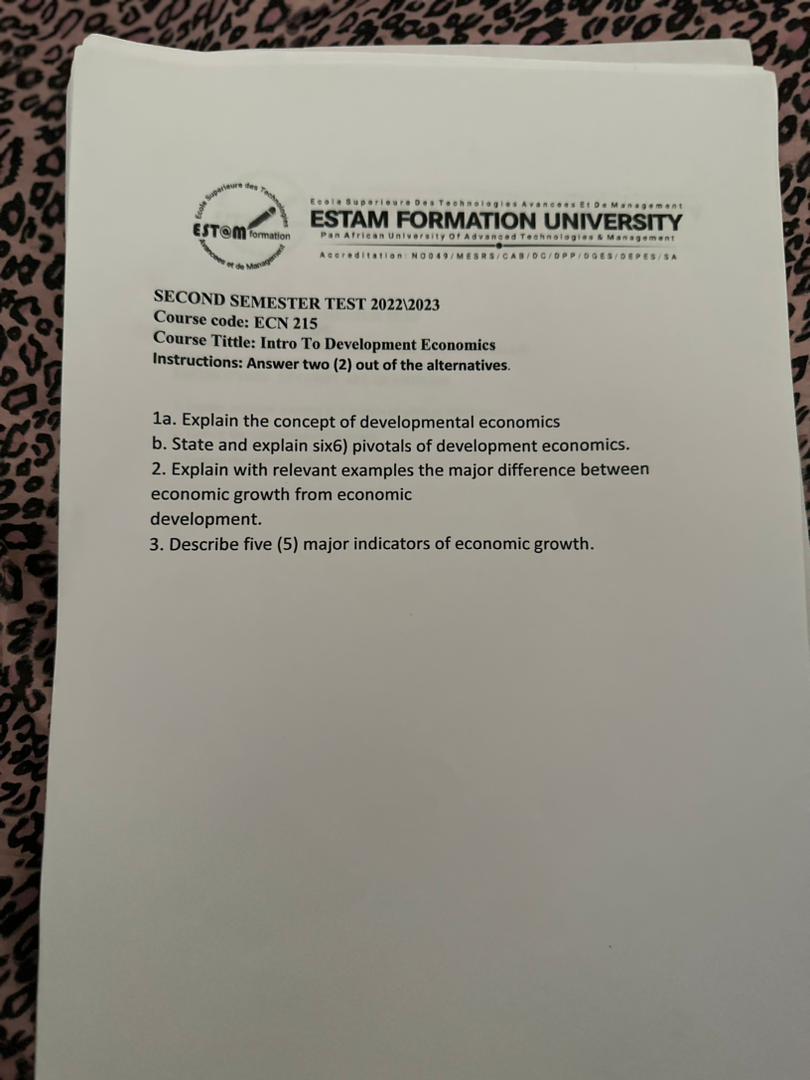 Ecole Superieure des Technologies
EST@M formation
Avancees et de Management
Ecole Superieure Des Technologies Avancees Et De Management
ESTAM FORMATION UNIVERSITY
Pan African University Of Advanced Technologies & Management
Accreditation: N0049/MESRS/CAB/DC/DPP/DGES/DEPES/SA
SECOND SEMESTER TEST 2022\2023
Course code: ECN 215
Course Tittle: Intro To Development Economics
Instructions: Answer two (2) out of the alternatives.
1a. Explain the concept of developmental economics
b. State and explain six6) pivotals of development economics.
2. Explain with relevant examples the major difference between
economic growth from economic
development.
3. Describe five (5) major indicators of economic growth.